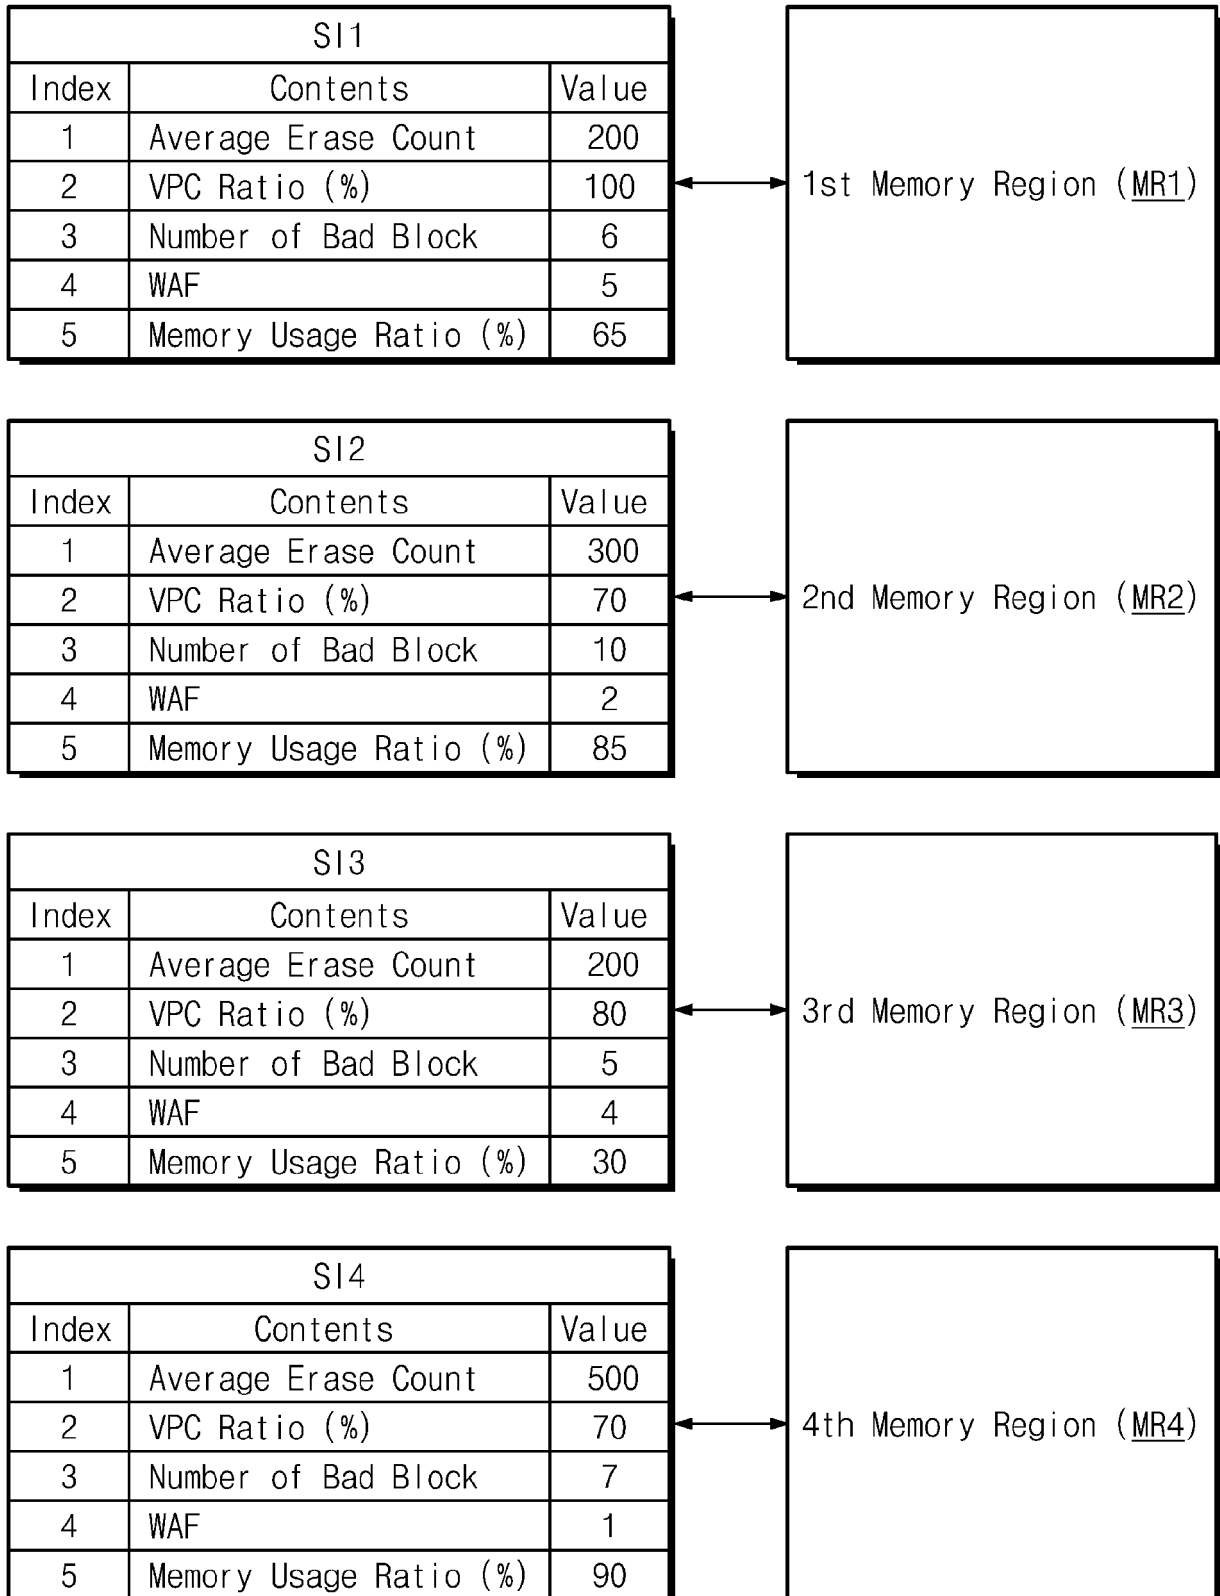 SI1
Index Contents Value
1 Average Erase Count 200
2 VPC Ratio (%) 100
3 Number of Bad Block 6
4 WAF 5
5 Memory Usage Ratio (%) 65
1st Memory Region (MR1)
SI2
Index Contents Value
1 Average Erase Count 300
2 VPC Ratio (%) 70
3 Number of Bad Block 10
4 WAF 2
5 Memory Usage Ratio (%) 85
2nd Memory Region (MR2)
SI3
Index Contents Value
1 Average Erase Count 200
2 VPC Ratio (%) 80
3 Number of Bad Block 5
4 WAF 4
5 Memory Usage Ratio (%) 30
3rd Memory Region (MR3)
SI4
Index Contents Value
1 Average Erase Count 500
2 VPC Ratio (%) 70
3 Number of Bad Block 7
4 WAF 1
5 Memory Usage Ratio (%) 90
4th Memory Region (MR4)